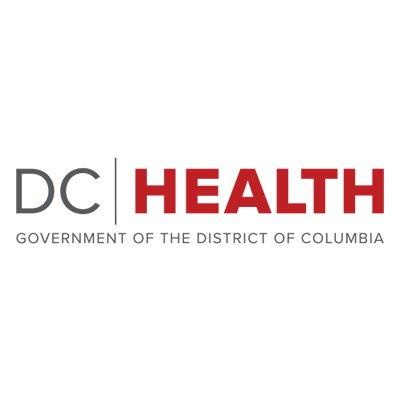 DC | HEALTH
GOVERNMENT OF THE DISTRICT OF COLUMBIA